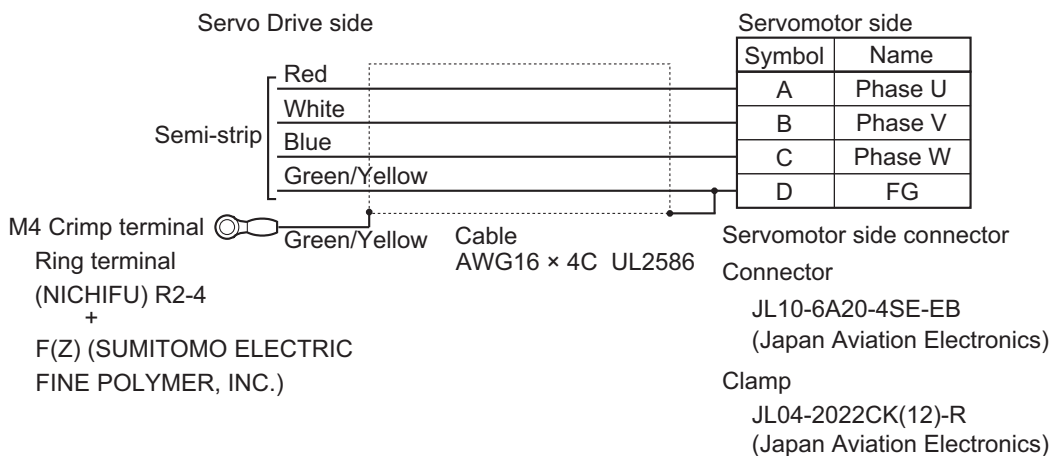 Servo Drive side
Servomotor side
Symbol Name
Red
A Phase U
White
B Phase V
Semi-strip
Blue
C Phase W
Green/Yellow
D FG
M4 Crimp terminal
Green/Yellow
Ring terminal
(NICHIFU) R2-4
+
F(Z) (SUMITOMO ELECTRIC
FINE POLYMER, INC.)
Cable
AWG16 × 4C UL2586
Servomotor side connector
Connector
JL10-6A20-4SE-EB
(Japan Aviation Electronics)
Clamp
JL04-2022CK(12)-R
(Japan Aviation Electronics)